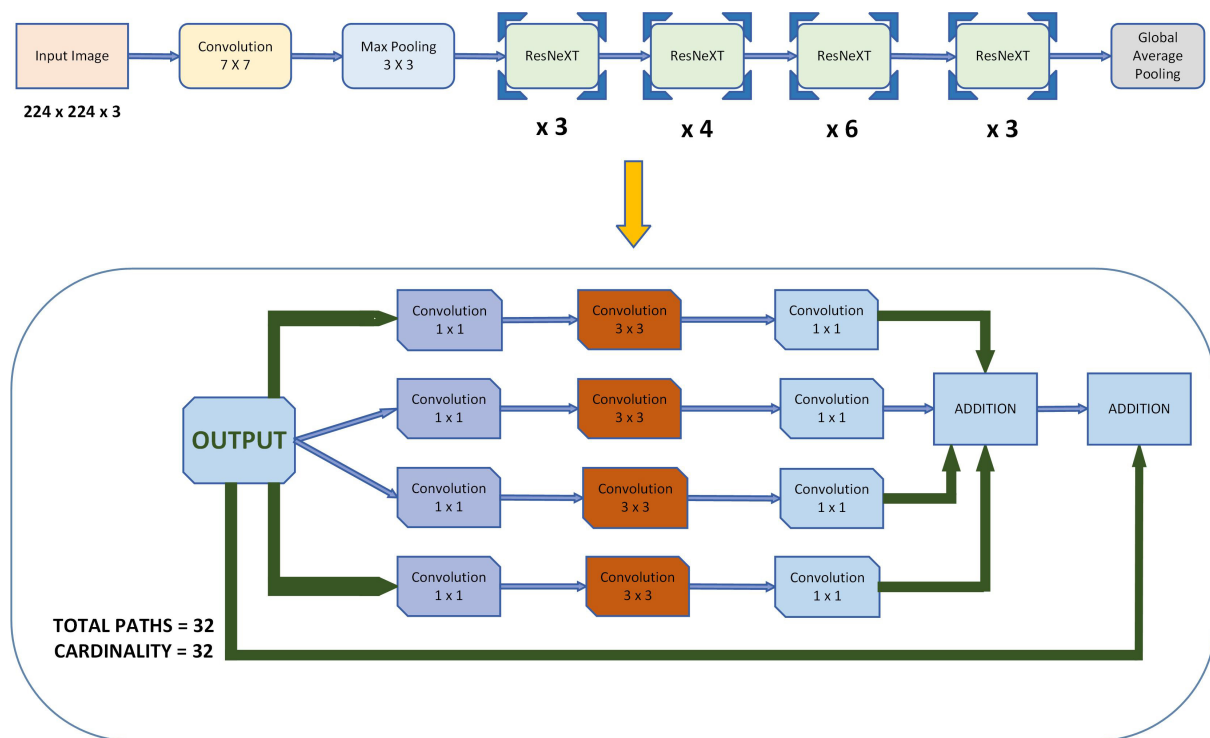 Input Image
224 x 224 x 3
Convolution
7 X 7
Max Pooling
3 X 3
ResNeXT
x 3
ResNeXT
x 4
ResNeXT
x 6
ResNeXT
x 3
Global
Average
Pooling
Convolution
1 x 1
Convolution
3 x 3
Convolution
1 x 1
OUTPUT
Convolution
1 x 1
Convolution
3 x 3
Convolution
1 x 1
ADDITION
ADDITION
Convolution
1 x 1
Convolution
3 x 3
Convolution
1 x 1
Convolution
1 x 1
Convolution
3 x 3
Convolution
1 x 1
TOTAL PATHS = 32
CARDINALITY = 32